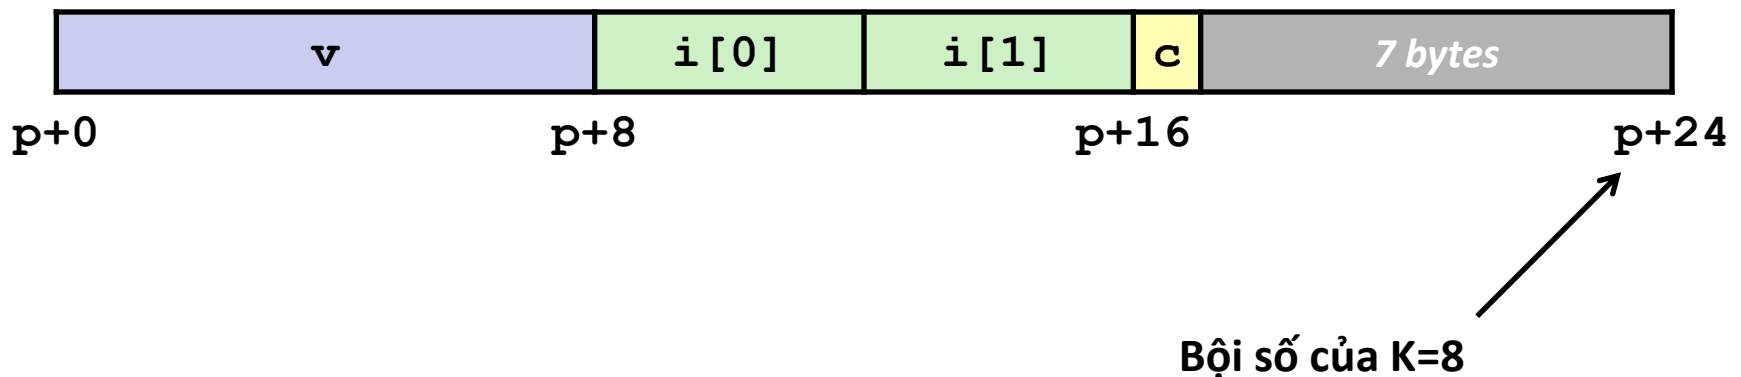 v i[0] i[1] c 7 bytes
p+0 p+8 p+16 p+24
Bội số của K=8